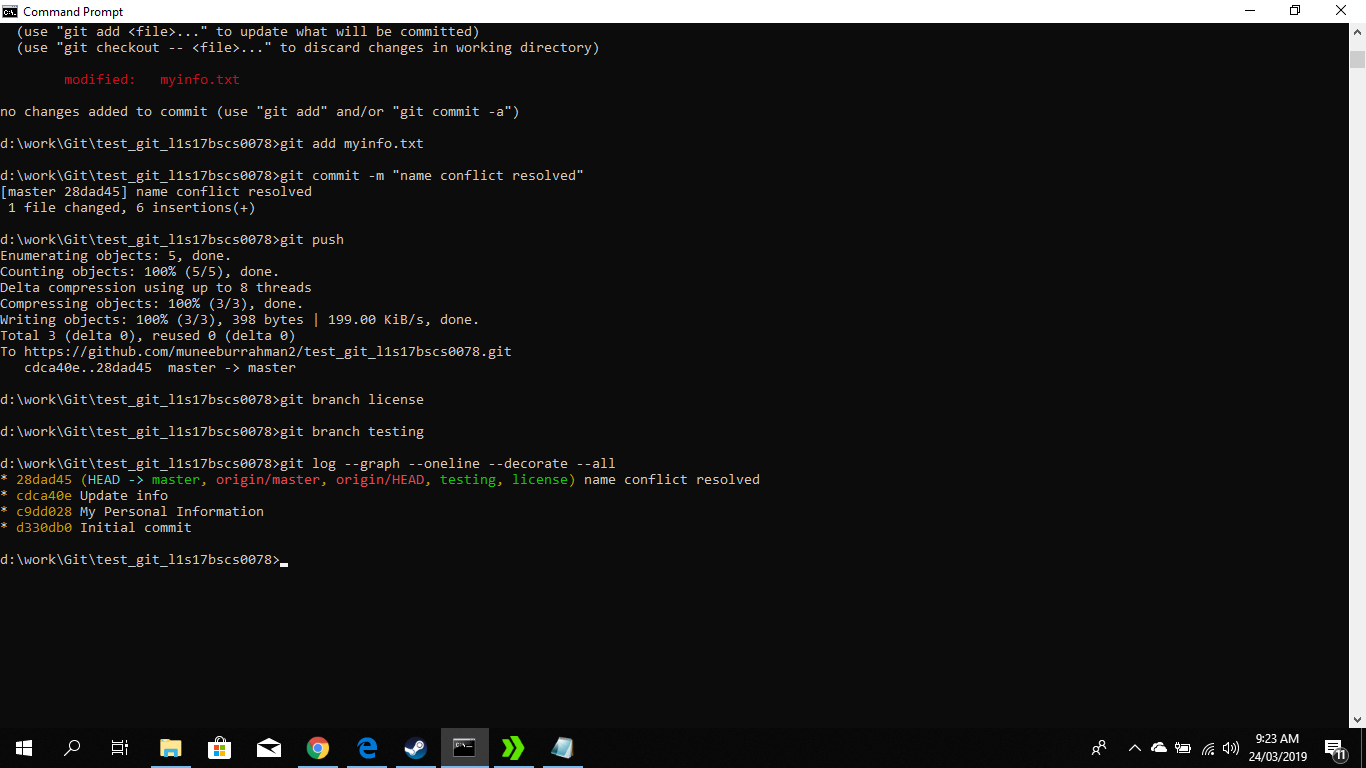 Command Prompt
(use "git add <file>..." to update what will be committed)
(use "git checkout -- <file>..." to discard changes in working directory)
modified:   myinfo.txt
no changes added to commit (use "git add" and/or "git commit -a")
d:\work\Git\test_git_l1s17bscs0078>git add myinfo.txt
d:\work\Git\test_git_l1s17bscs0078>git commit -m "name conflict resolved"
[master 28dad45] name conflict resolved
1 file changed, 6 insertions(+)
d:\work\Git\test_git_l1s17bscs0078>git push
Enumerating objects: 5, done.
Counting objects: 100% (5/5), done.
Delta compression using up to 8 threads
Compressing objects: 100% (3/3), done.
Writing objects: 100% (3/3), 398 bytes | 199.00 KiB/s, done.
Total 3 (delta 0), reused 0 (delta 0)
To https://github.com/muneeburrahman2/test_git_l1s17bscs0078.git
cdca40e..28dad45  master -> master
d:\work\Git\test_git_l1s17bscs0078>git branch license
d:\work\Git\test_git_l1s17bscs0078>git branch testing
d:\work\Git\test_git_l1s17bscs0078>git log --graph --oneline --decorate --all
* 28dad45 (HEAD -> master, origin/master, origin/HEAD, testing, license) name conflict resolved
* cdca40e Update info
* c9dd028 My Personal Information
* d330db0 Initial commit
d:\work\Git\test_git_l1s17bscs0078>
9:23 AM
24/03/2019
11